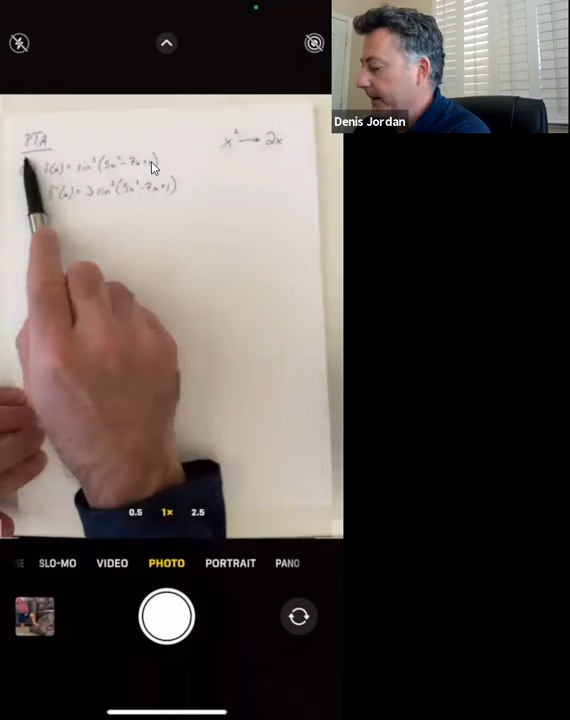 Denis Jordan
PTA
x² → 2x
f(x) = sin³(5x²-7x+1)
f'(x) = 3 sin²(5x²-7x+1)
0.5 1× 2.5
SLO-MO VIDEO PHOTO PORTRAIT PANO